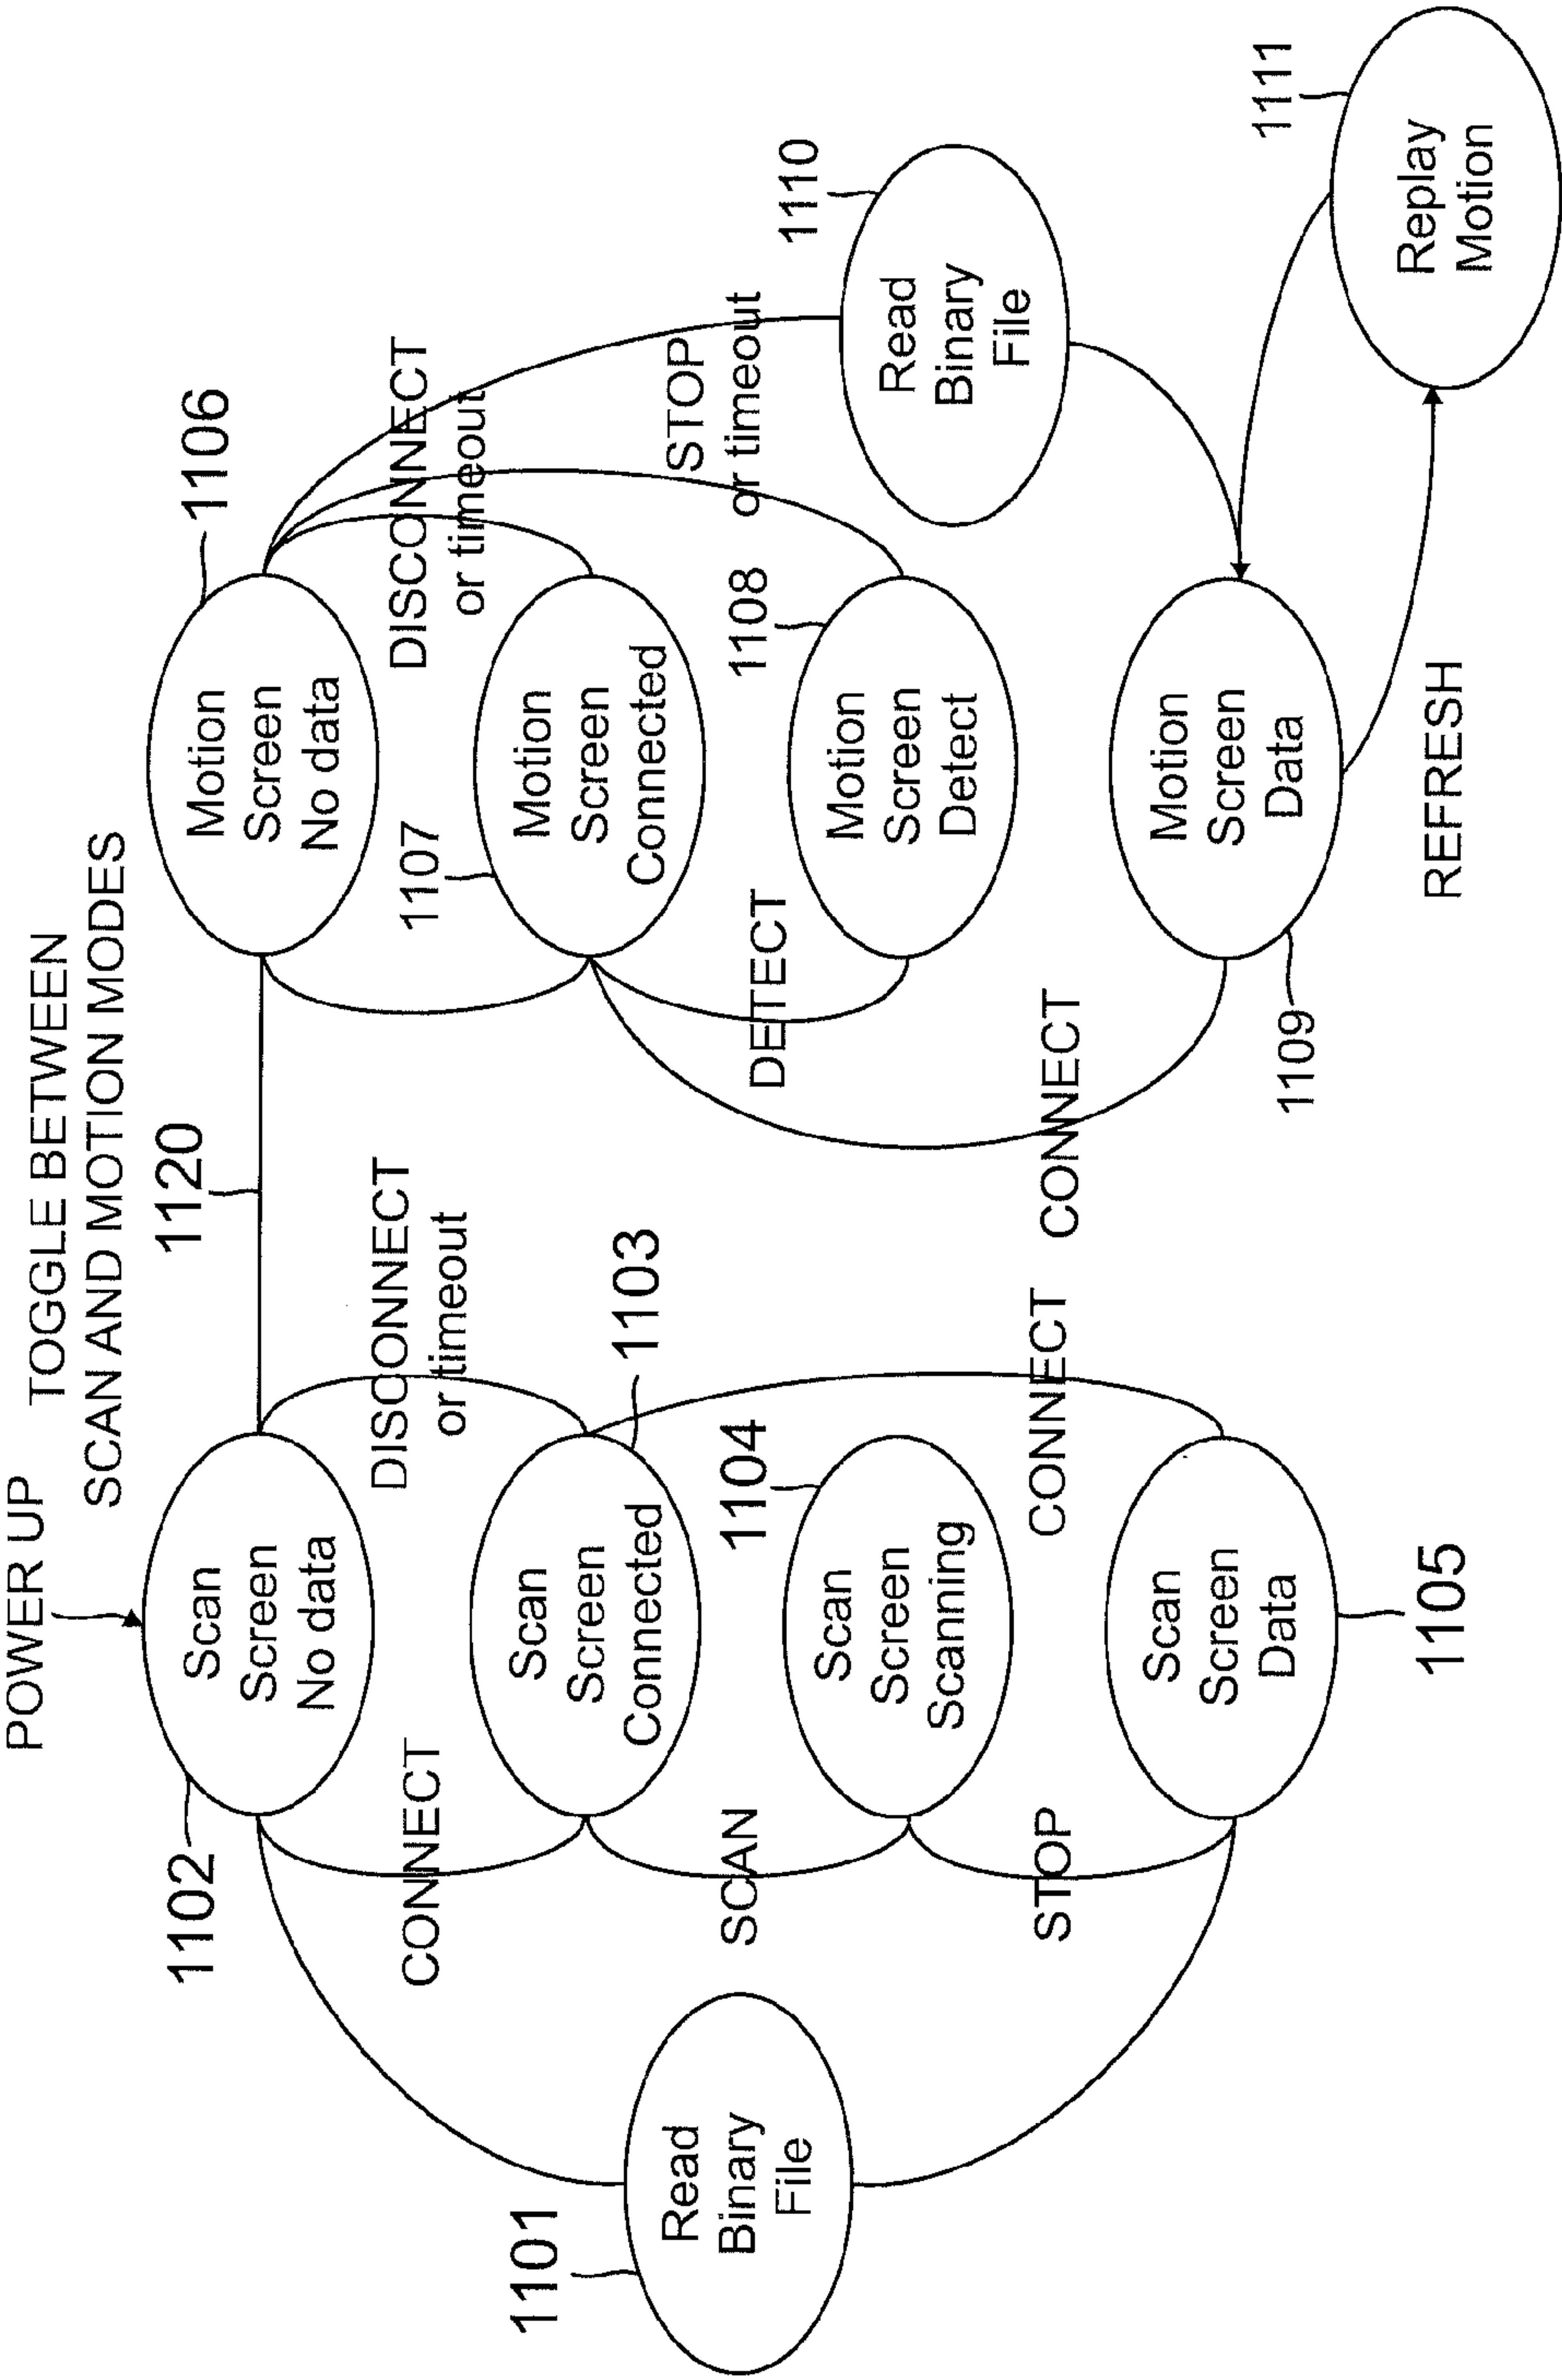 POWER UP
TOGGLE BETWEEN
SCAN AND MOTION MODES
1102
Scan
Screen
No data
1120
Motion
Screen
No data
1106
CONNECT
DISCONNECT
or timeout
DISCONNECT
or timeout
1101
Read
Binary
File
Scan
Screen
Connected
1103
1107
Motion
Screen
Connected
SCAN
1104
Scan
Screen
Scanning
DETECT
1108
Motion
Screen
Detect
STOP
or timeout
1110
Read
Binary
File
STOP
CONNECT
CONNECT
Scan
Screen
Data
1105
Motion
Screen
Data
1109
REFRESH
1111
Replay
Motion